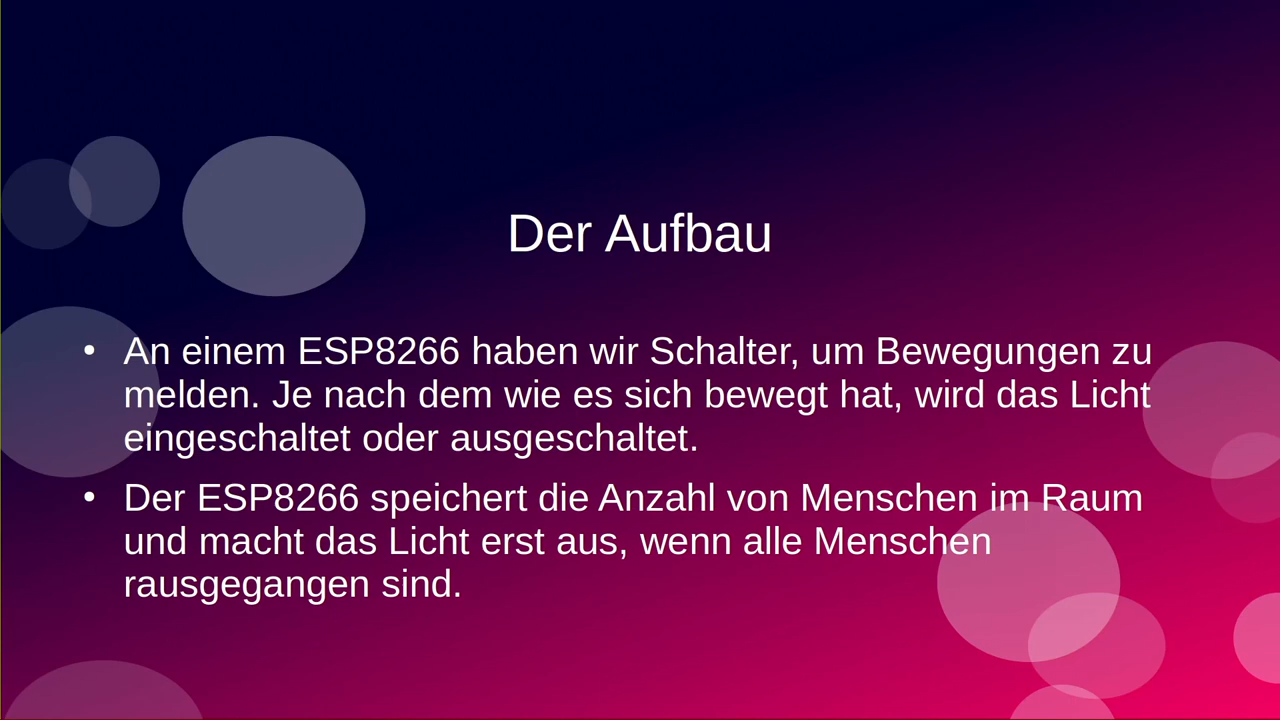 Der Aufbau
• An einem ESP8266 haben wir Schalter, um Bewegungen zu
melden. Je nach dem wie es sich bewegt hat, wird das Licht
eingeschaltet oder ausgeschaltet.
• Der ESP8266 speichert die Anzahl von Menschen im Raum
und macht das Licht erst aus, wenn alle Menschen
rausgegangen sind.